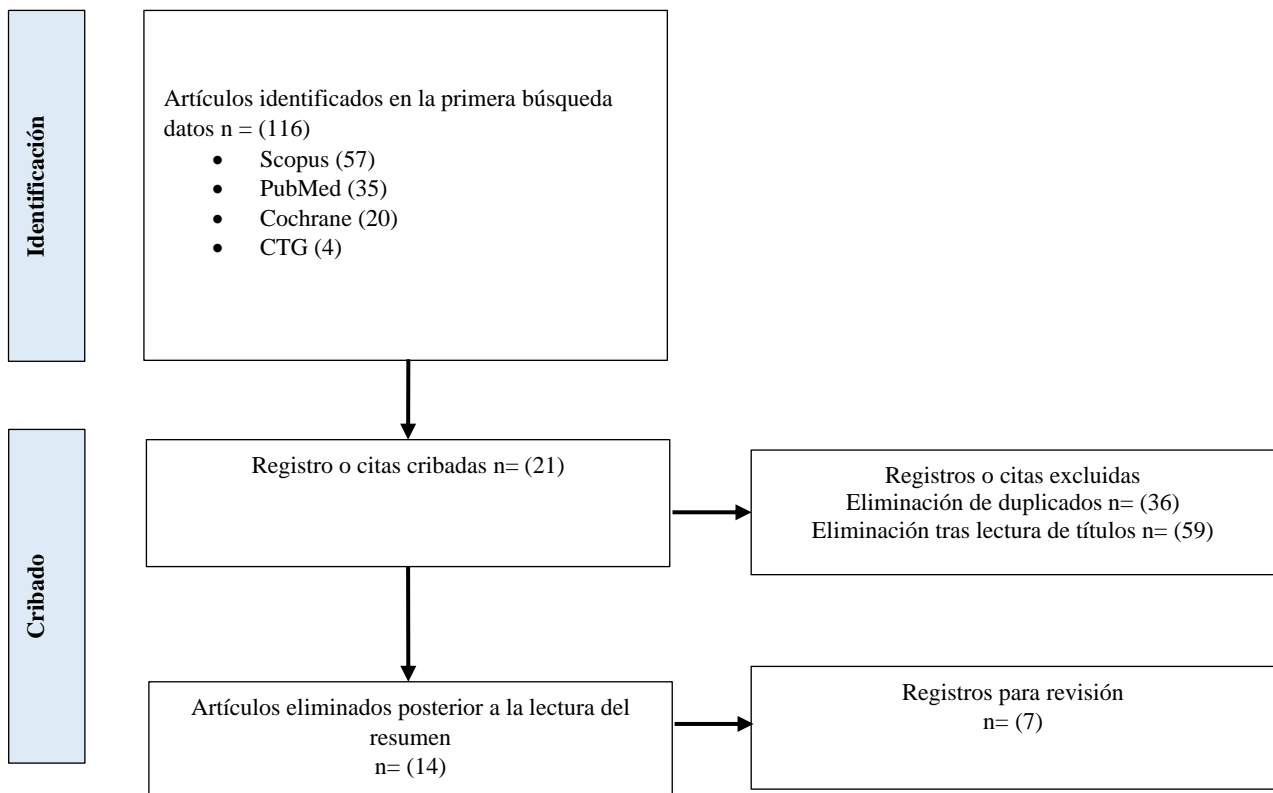 Identificación
Artículos identificados en la primera búsqueda
datos n = (116)
• Scopus (57)
• PubMed (35)
• Cochrane (20)
• CTG (4)
Cribado
Registro o citas cribadas n= (21)
Registros o citas excluidas
Eliminación de duplicados n= (36)
Eliminación tras lectura de títulos n= (59)
Artículos eliminados posterior a la lectura del
resumen
n= (14)
Registros para revisión
n= (7)